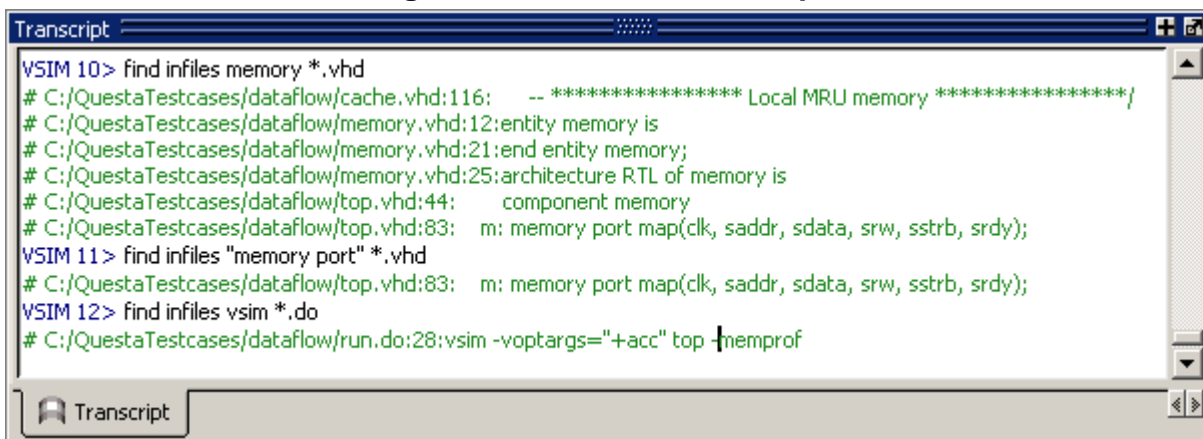 Transcript
VSIM 10> find infiles memory *.vhd
# C:/QuestaTestcases/dataflow/cache.vhd:116:    -- **************** Local MRU memory ****************/
# C:/QuestaTestcases/dataflow/memory.vhd:12:entity memory is
# C:/QuestaTestcases/dataflow/memory.vhd:21:end entity memory;
# C:/QuestaTestcases/dataflow/memory.vhd:25:architecture RTL of memory is
# C:/QuestaTestcases/dataflow/top.vhd:44:    component memory
# C:/QuestaTestcases/dataflow/top.vhd:83:   m: memory port map(clk, saddr, sdata, srw, sstrb, srdy);
VSIM 11> find infiles "memory port" *.vhd
# C:/QuestaTestcases/dataflow/top.vhd:83:   m: memory port map(clk, saddr, sdata, srw, sstrb, srdy);
VSIM 12> find infiles vsim *.do
# C:/QuestaTestcases/dataflow/run.do:28:vsim -voptargs="+acc" top -memprof
Transcript